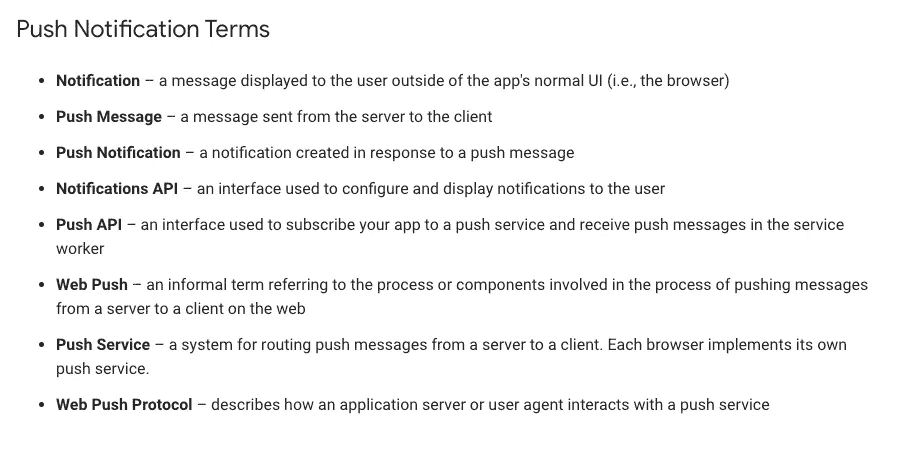 Push Notification Terms
• Notification – a message displayed to the user outside of the app's normal UI (i.e., the browser)
• Push Message – a message sent from the server to the client
• Push Notification – a notification created in response to a push message
• Notifications API – an interface used to configure and display notifications to the user
• Push API – an interface used to subscribe your app to a push service and receive push messages in the service
worker
• Web Push – an informal term referring to the process or components involved in the process of pushing messages
from a server to a client on the web
• Push Service – a system for routing push messages from a server to a client. Each browser implements its own
push service.
• Web Push Protocol – describes how an application server or user agent interacts with a push service